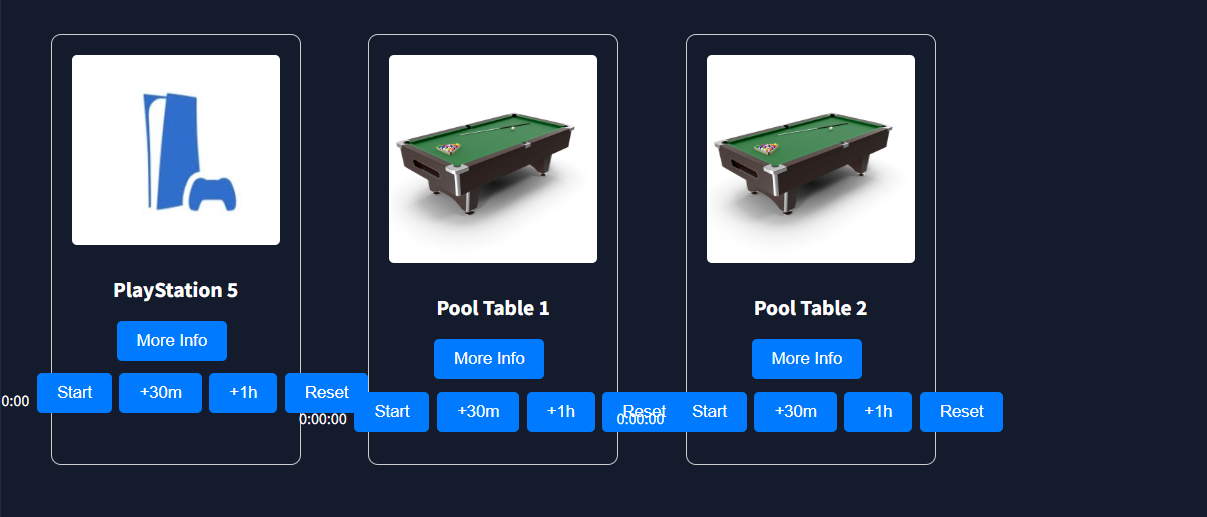 PlayStation 5
More Info
0:00 Start +30m +1h Reset
Pool Table 1
More Info
0:00:00 Start +30m +1h Reset
Pool Table 2
More Info
0:00:00 Start +30m +1h Reset